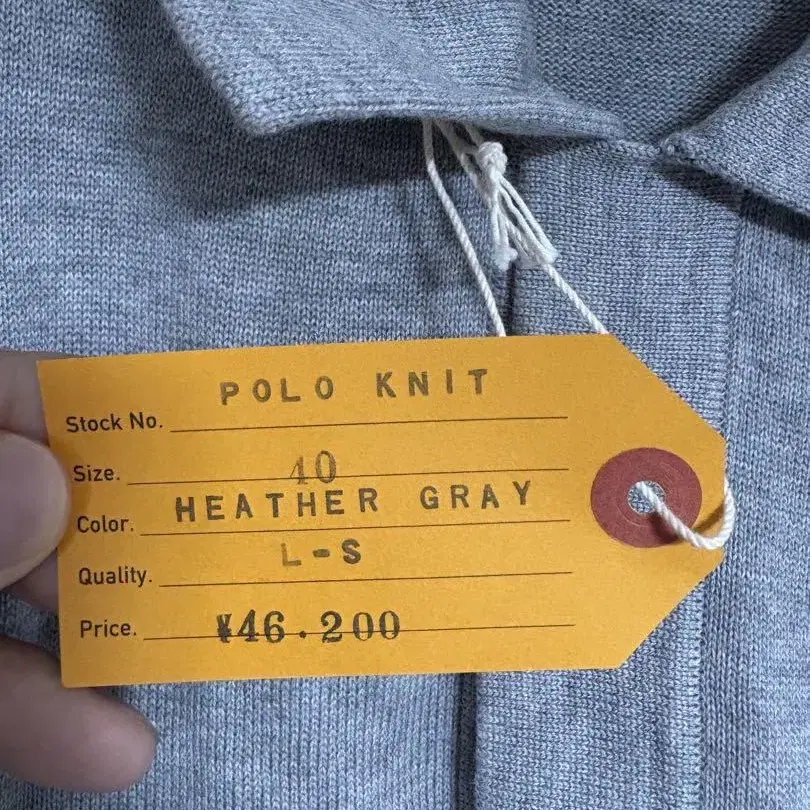 POLO KNIT
Stock No.
Size. 40
Color. HEATHER GRAY
Quality. L-S
Price. ¥46.200